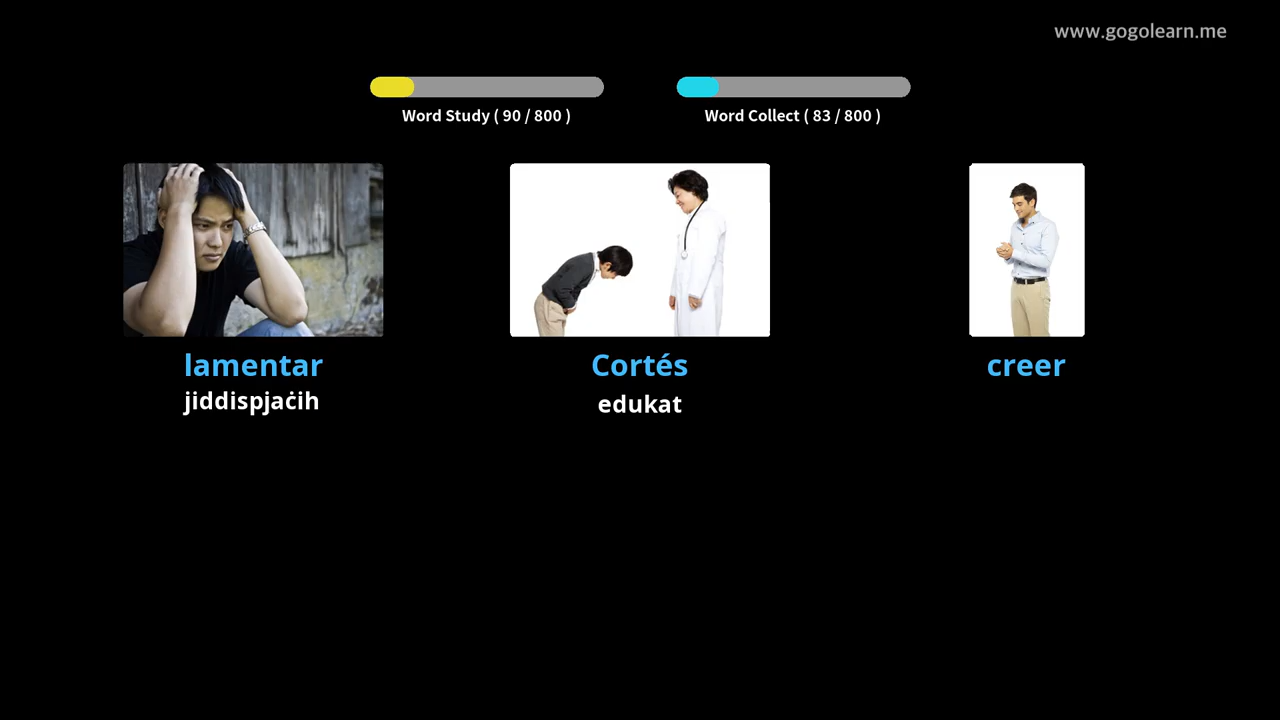 www.gogolearn.me
Word Study ( 90 / 800 )
Word Collect ( 83 / 800 )
lamentar
jiddispjaċih
Cortés
edukat
creer